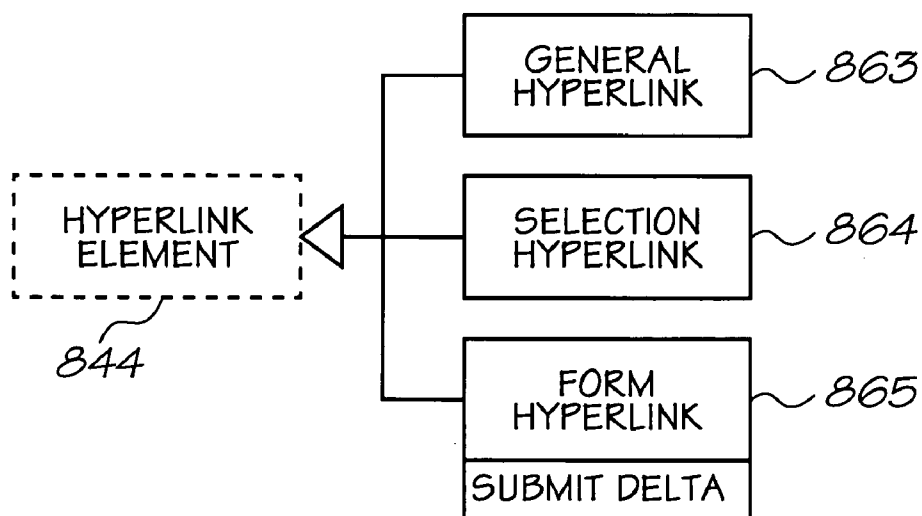 GENERAL
HYPERLINK
863
HYPERLINK
ELEMENT
844
SELECTION
HYPERLINK
864
FORM
HYPERLINK
865
SUBMIT DELTA